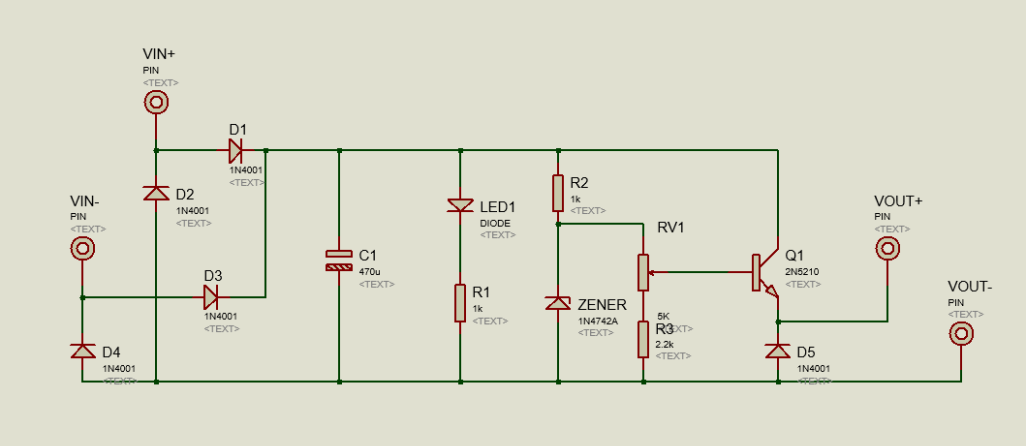 VIN+
PIN
<TEXT>
D1
1N4001
<TEXT>
D2
1N4001
<TEXT>
VIN-
PIN
<TEXT>
D3
1N4001
<TEXT>
D4
1N4001
<TEXT>
C1
470u
<TEXT>
LED1
DIODE
<TEXT>
R1
1k
<TEXT>
R2
1k
<TEXT>
ZENER
1N4742A
<TEXT>
RV1
5K
<TEXT>
R3
2.2k
<TEXT>
Q1
2N5210
<TEXT>
D5
1N4001
<TEXT>
VOUT+
PIN
<TEXT>
VOUT-
PIN
<TEXT>